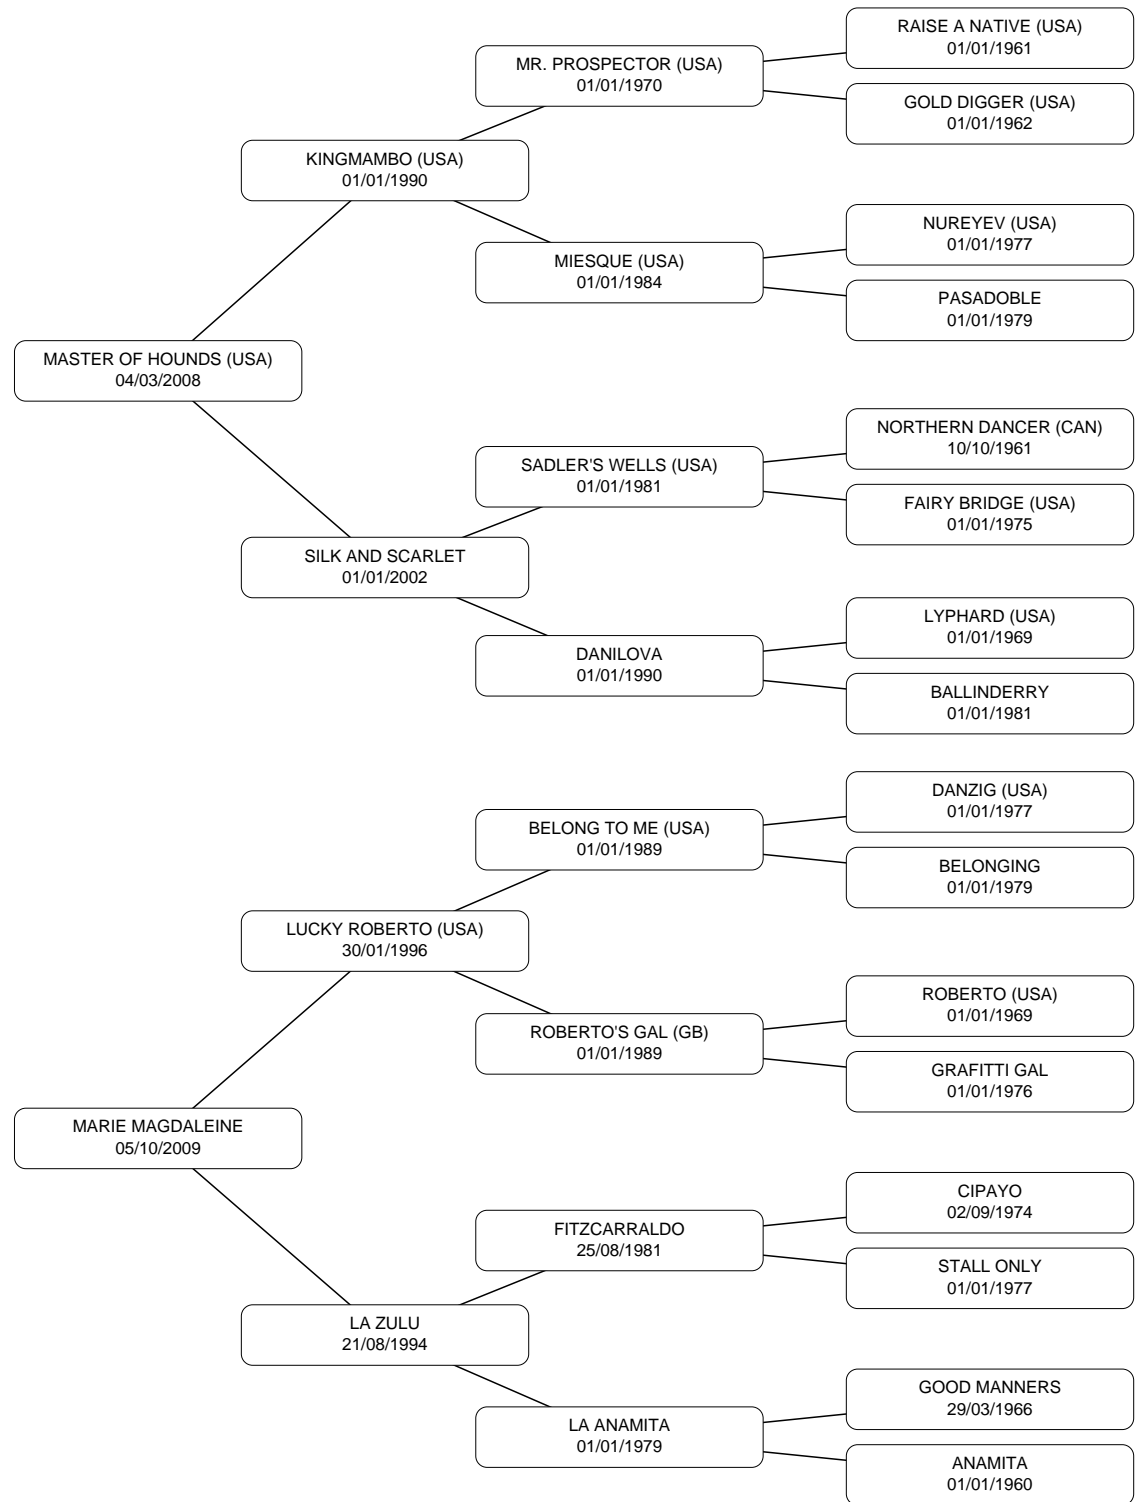 RAISE A NATIVE (USA)
01/01/1961
MR. PROSPECTOR (USA)
01/01/1970
GOLD DIGGER (USA)
01/01/1962
KINGMAMBO (USA)
01/01/1990
NUREYEV (USA)
01/01/1977
MIESQUE (USA)
01/01/1984
PASADOBLE
01/01/1979
MASTER OF HOUNDS (USA)
04/03/2008
NORTHERN DANCER (CAN)
10/10/1961
SADLER'S WELLS (USA)
01/01/1981
FAIRY BRIDGE (USA)
01/01/1975
SILK AND SCARLET
01/01/2002
LYPHARD (USA)
01/01/1969
DANILOVA
01/01/1990
BALLINDERRY
01/01/1981
DANZIG (USA)
01/01/1977
BELONG TO ME (USA)
01/01/1989
BELONGING
01/01/1979
LUCKY ROBERTO (USA)
30/01/1996
ROBERTO (USA)
01/01/1969
ROBERTO'S GAL (GB)
01/01/1989
GRAFITTI GAL
01/01/1976
MARIE MAGDALEINE
05/10/2009
CIPAYO
02/09/1974
FITZCARRALDO
25/08/1981
STALL ONLY
01/01/1977
LA ZULU
21/08/1994
GOOD MANNERS
29/03/1966
LA ANAMITA
01/01/1979
ANAMITA
01/01/1960